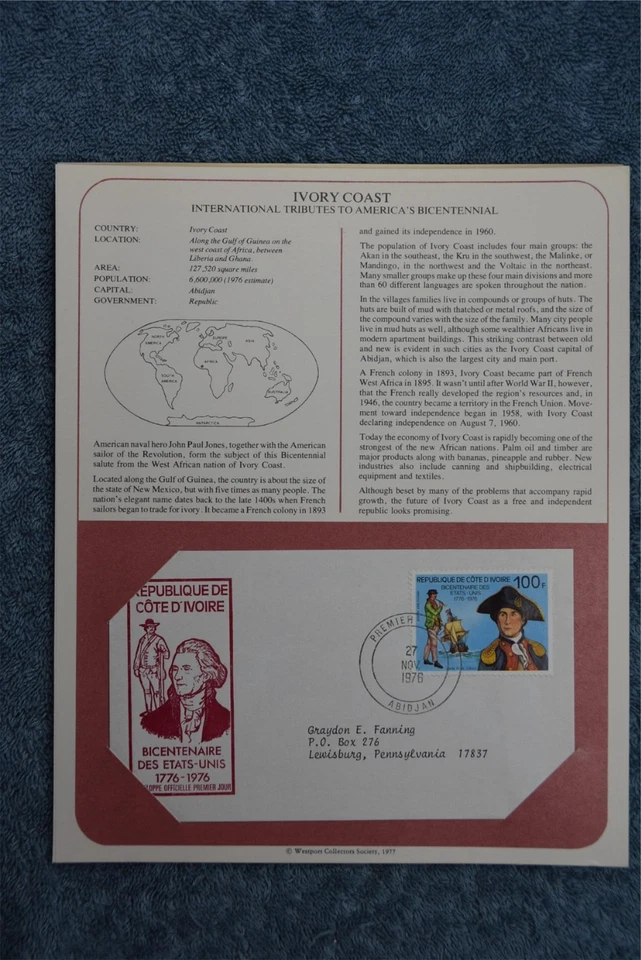 IVORY COAST
INTERNATIONAL TRIBUTES TO AMERICA'S BICENTENNIAL
COUNTRY: Ivory Coast
LOCATION: Along the Gulf of Guinea on the
west coast of Africa, between
Liberia and Ghana.
AREA: 127,520 square miles
POPULATION: 6,600,000 (1976 estimate)
CAPITAL: Abidjan
GOVERNMENT: Republic
NORTH
AMERICA
SOUTH
AMERICA
EUROPE
AFRICA
ASIA
AUSTRALIA
ANTARCTICA
American naval hero John Paul Jones, together with the American
sailor of the Revolution, form the subject of this Bicentennial
salute from the West African nation of Ivory Coast.
Located along the Gulf of Guinea, the country is about the size of
the state of New Mexico, but with five times as many people. The
nation's elegant name dates back to the late 1400s when French
sailors began to trade for ivory. It became a French colony in 1893
and gained its independence in 1960.
The population of Ivory Coast includes four main groups: the
Akan in the southeast, the Kru in the southwest, the Malinke, or
Mandingo, in the northwest and the Voltaic in the northeast.
Many smaller groups make up these four main divisions and more
than 60 different languages are spoken throughout the nation.
In the villages families live in compounds or groups of huts. The
huts are built of mud with thatched or metal roofs, and the size of
the compound varies with the size of the family. Many city people
live in mud huts as well, although some wealthier Africans live in
modern apartment buildings. This striking contrast between old
and new is evident in such cities as the Ivory Coast capital of
Abidjan, which is also the largest city and main port.
A French colony in 1893, Ivory Coast became part of French
West Africa in 1895. It wasn't until after World War II, however,
that the French really developed the region's resources and, in
1946, the country became a territory in the French Union. Move-
ment toward independence began in 1958, with Ivory Coast
declaring independence on August 7, 1960.
Today the economy of Ivory Coast is rapidly becoming one of the
strongest of the new African nations. Palm oil and timber are
major products along with bananas, pineapple and rubber. New
industries also include canning and shipbuilding, electrical
equipment and textiles.
Although beset by many of the problems that accompany rapid
growth, the future of Ivory Coast as a free and independent
republic looks promising.
REPUBLIQUE DE
CÔTE D'IVOIRE
BICENTENAIRE
DES ETATS-UNIS
1776-1976
LOPPE OFFICIELLE PREMIER JOUR
REPUBLIQUE DE CÔTE D'IVOIRE 100F
BICENTENAIRE DES
ETATS-UNIS
1776-1976
PREMIER
27
NOV.
1976
ABIDJAN
Graydon E. Fanning
P.O. Box 276
Lewisburg, Pennsylvania 17837
© Westport Collectors Society, 1977